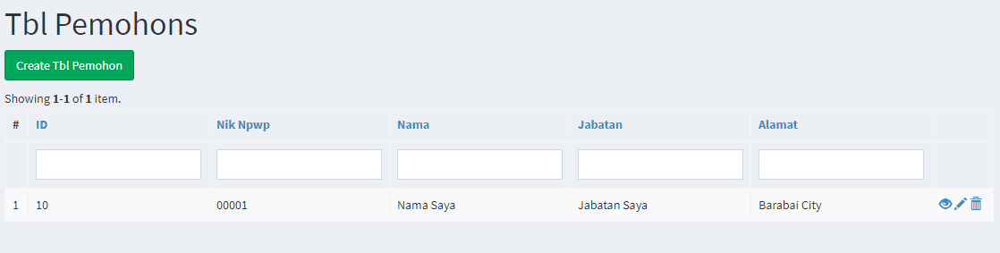 Tbl Pemohons
Create Tbl Pemohon
Showing 1-1 of 1 item.
# ID Nik Npwp Nama Jabatan Alamat
1 10 00001 Nama Saya Jabatan Saya Barabai City